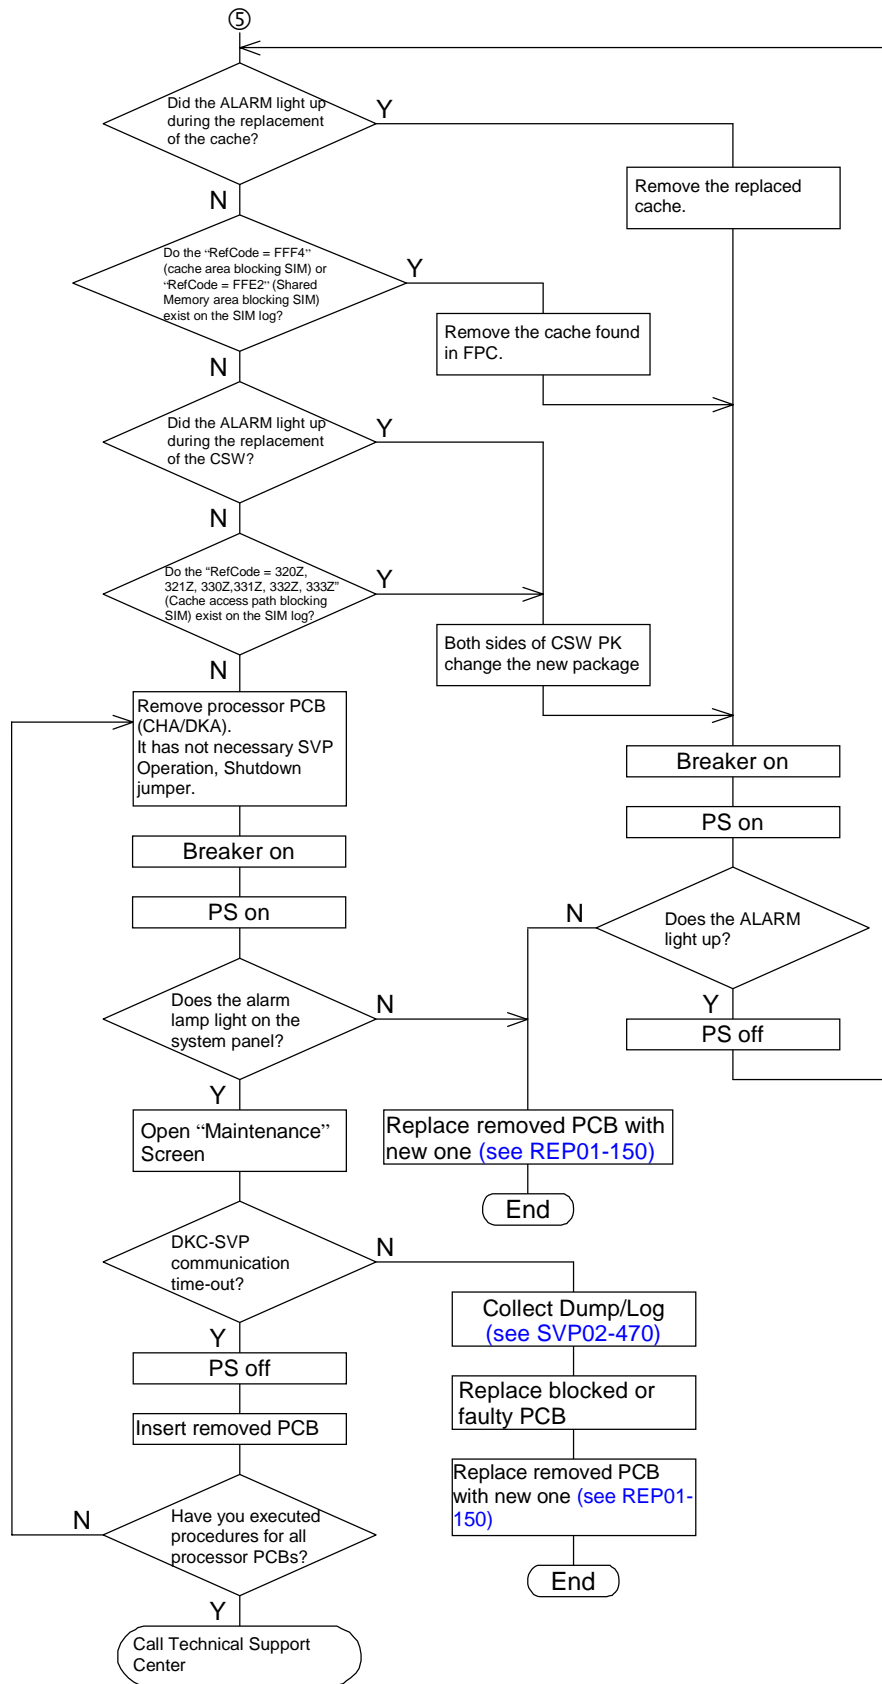 ⑤
Did the ALARM light up
during the replacement
of the cache?
Y
Remove the replaced
cache.
N
Do the “RefCode = FFF4”
(cache area blocking SIM) or
“RefCode = FFE2” (Shared
Memory area blocking SIM)
exist on the SIM log?
Y
Remove the cache found
in FPC.
N
Did the ALARM light up
during the replacement
of the CSW?
Y
N
Do the “RefCode = 320Z,
321Z, 330Z,331Z, 332Z, 333Z”
(Cache access path blocking
SIM) exist on the SIM log?
Y
Both sides of CSW PK
change the new package
N
Remove processor PCB
(CHA/DKA).
It has not necessary SVP
Operation, Shutdown
jumper.
Breaker on
PS on
Breaker on
PS on
Does the ALARM
light up?
N
Y
PS off
Does the alarm
lamp light on the
system panel?
N
Y
Open “Maintenance”
Screen
Replace removed PCB with
new one (see REP01-150)
End
DKC-SVP
communication
time-out?
N
Y
Collect Dump/Log
(see SVP02-470)
PS off
Replace blocked or
faulty PCB
Insert removed PCB
Replace removed PCB
with new one (see REP01-
150)
End
Have you executed
procedures for all
processor PCBs?
N
Y
Call Technical Support
Center